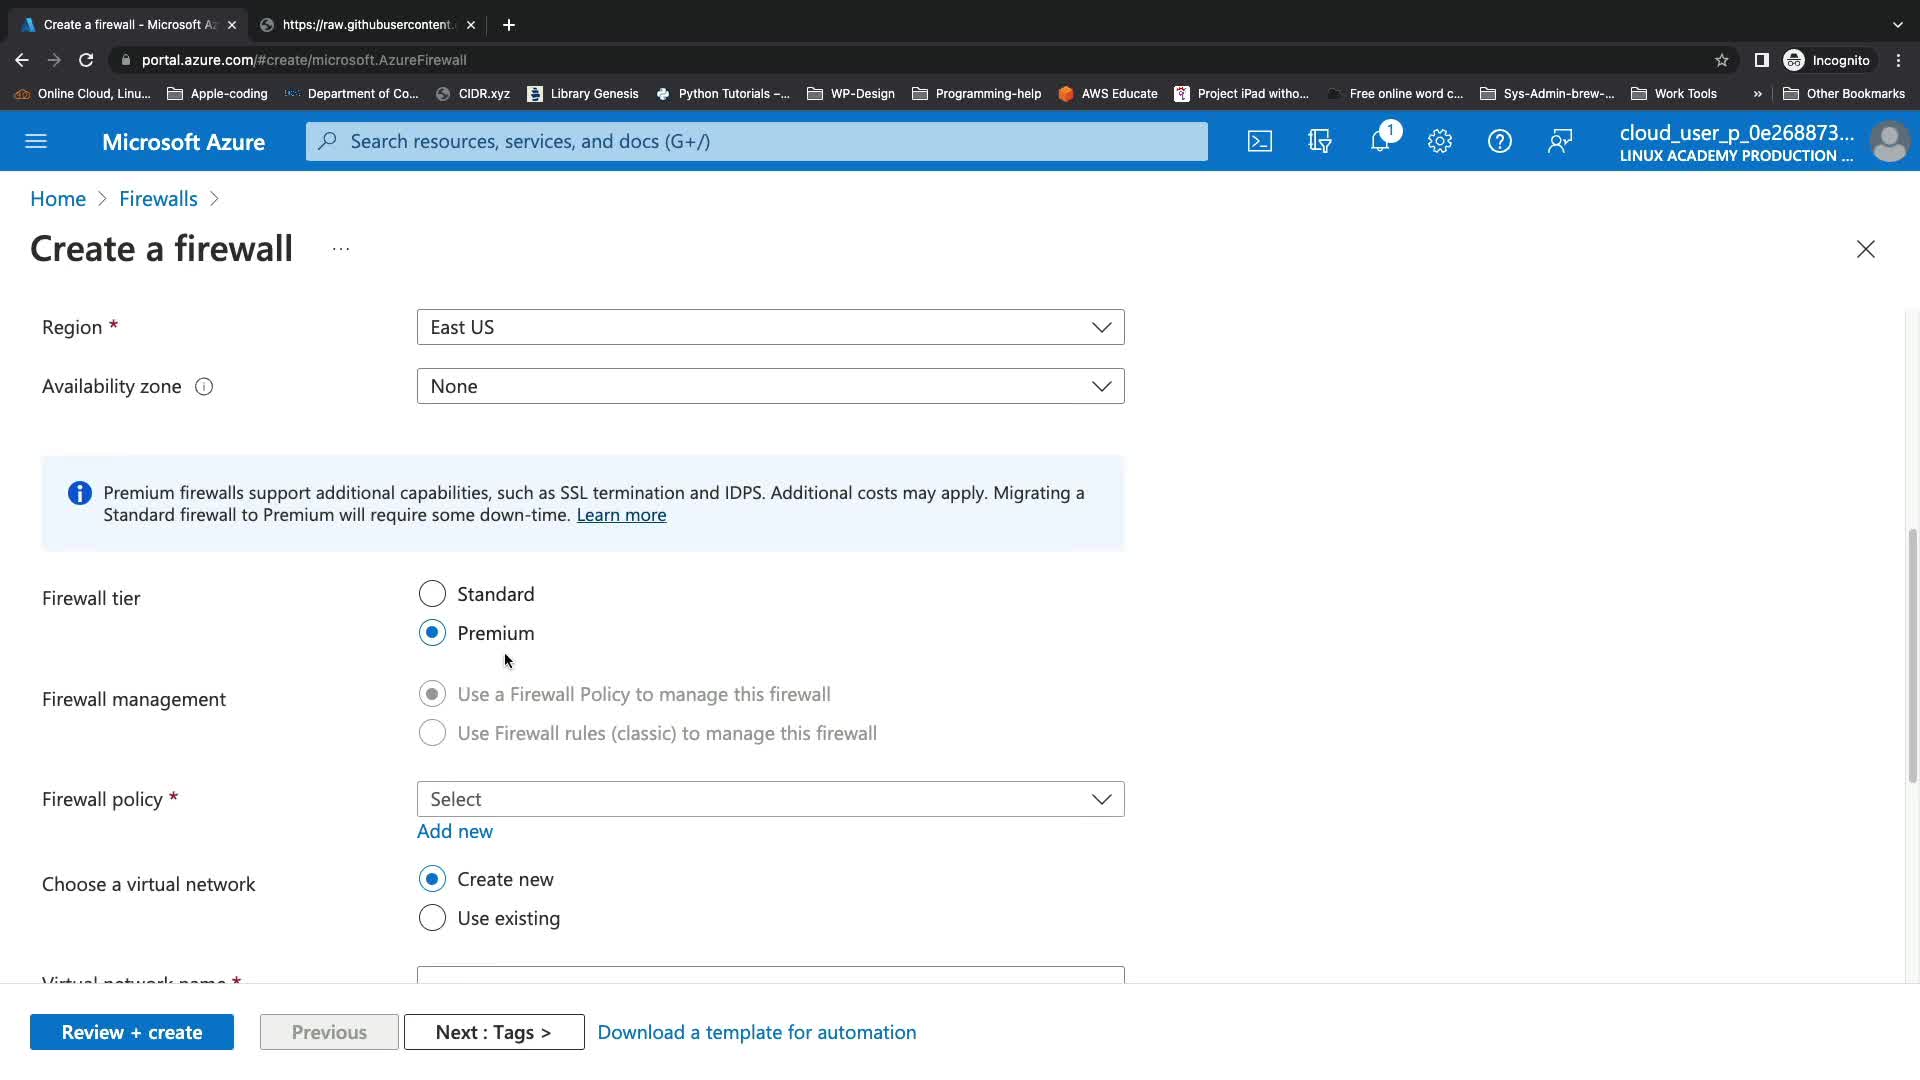 Create a firewall - Microsoft Az
https://raw.githubusercontent.
portal.azure.com/#create/microsoft.AzureFirewall
Incognito
Online Cloud, Linu...
Apple-coding
Department of Co...
CIDR.xyz
Library Genesis
Python Tutorials –...
WP-Design
Programming-help
AWS Educate
Project iPad witho...
Free online word c...
Sys-Admin-brew-...
Work Tools
»
Other Bookmarks
Microsoft Azure
Search resources, services, and docs (G+/)
1
cloud_user_p_0e268873...
LINUX ACADEMY PRODUCTION ...
Home > Firewalls >
Create a firewall ...
Region *
East US
Availability zone
None
Premium firewalls support additional capabilities, such as SSL termination and IDPS. Additional costs may apply. Migrating a
Standard firewall to Premium will require some down-time. Learn more
Firewall tier
Standard
Premium
Firewall management
Use a Firewall Policy to manage this firewall
Use Firewall rules (classic) to manage this firewall
Firewall policy *
Select
Add new
Choose a virtual network
Create new
Use existing
Virtual network name *
Review + create
Previous
Next : Tags >
Download a template for automation